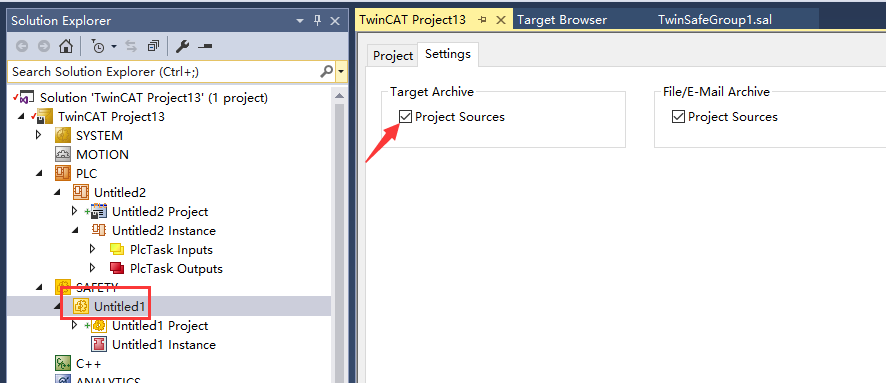 Solution Explorer
Search Solution Explorer (Ctrl+;)
Solution 'TwinCAT Project13' (1 project)
TwinCAT Project13
SYSTEM
MOTION
PLC
Untitled2
Untitled2 Project
Untitled2 Instance
PlcTask Inputs
PlcTask Outputs
SAFETY
Untitled1
Untitled1 Project
Untitled1 Instance
C++
ANALYTICS
TwinCAT Project13 Target Browser TwinSafeGroup1.sal
Project Settings
Target Archive
Project Sources
File/E-Mail Archive
Project Sources